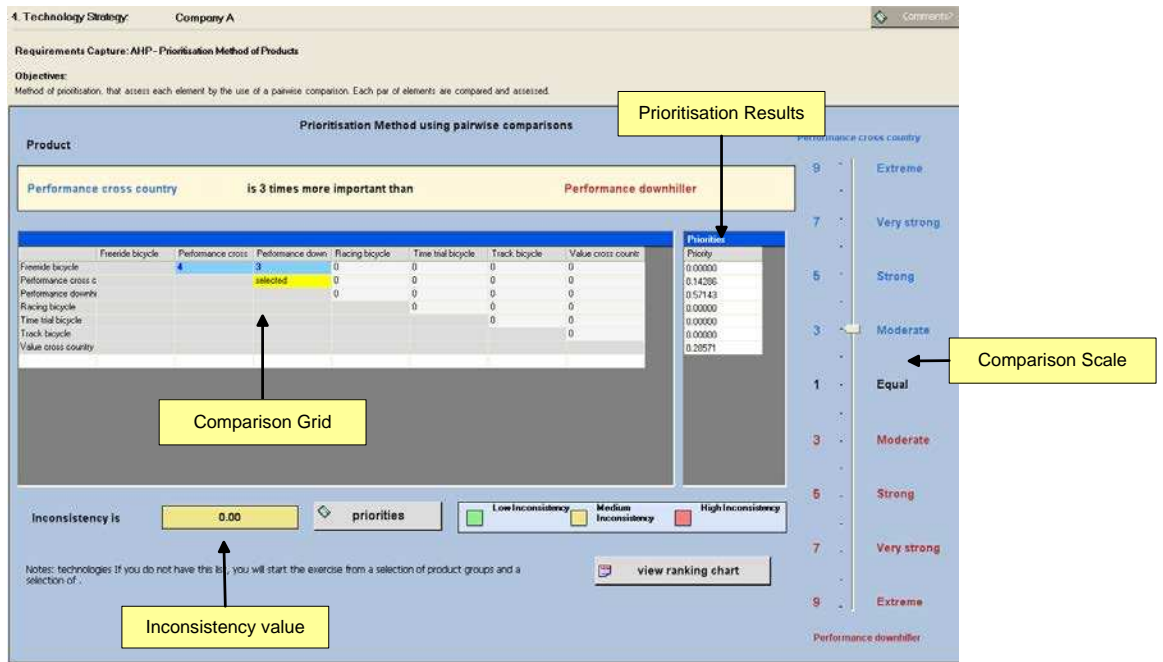 4. Technology Strategy: Company A Comments?
Requirements Capture: AHP- Prioritisation Method of Products
Objectives:
Method of prioitisation, that assess each element by the use of a pairwise comparison. Each par of elements are compared and assessed.
Prioritisation Method using pairwise comparisons
Product
Prioritisation Results
Performance cross country
Performance cross country is 3 times more important than Performance downhiller
9 Extreme
7 Very strong
5 Strong
3 Moderate
1 Equal
3 Moderate
5 Strong
7 Very strong
9 Extreme
Performance downhiller
Comparison Scale
Freeride bicycle Performance cross Performance down Racing bicycle Time trial bicycle Track bicycle Value cross countr
Freeride bicycle 4 3 0 0 0 0
Performance cross c selected 0 0 0 0
Performance downhi 0 0 0 0
Racing bicycle 0 0 0
Time trial bicycle 0 0
Track bicycle 0
Value cross country
Priorities
Priority
0.00000
0.14286
0.57143
0.00000
0.00000
0.00000
0.28571
Comparison Grid
Inconsistency is 0.00 priorities
Low Inconsistency Medium Inconsistency High Inconsistency
Notes: technologies If you do not have this list, you will start the exercise from a selection of product groups and a
selection of .
view ranking chart
Inconsistency value